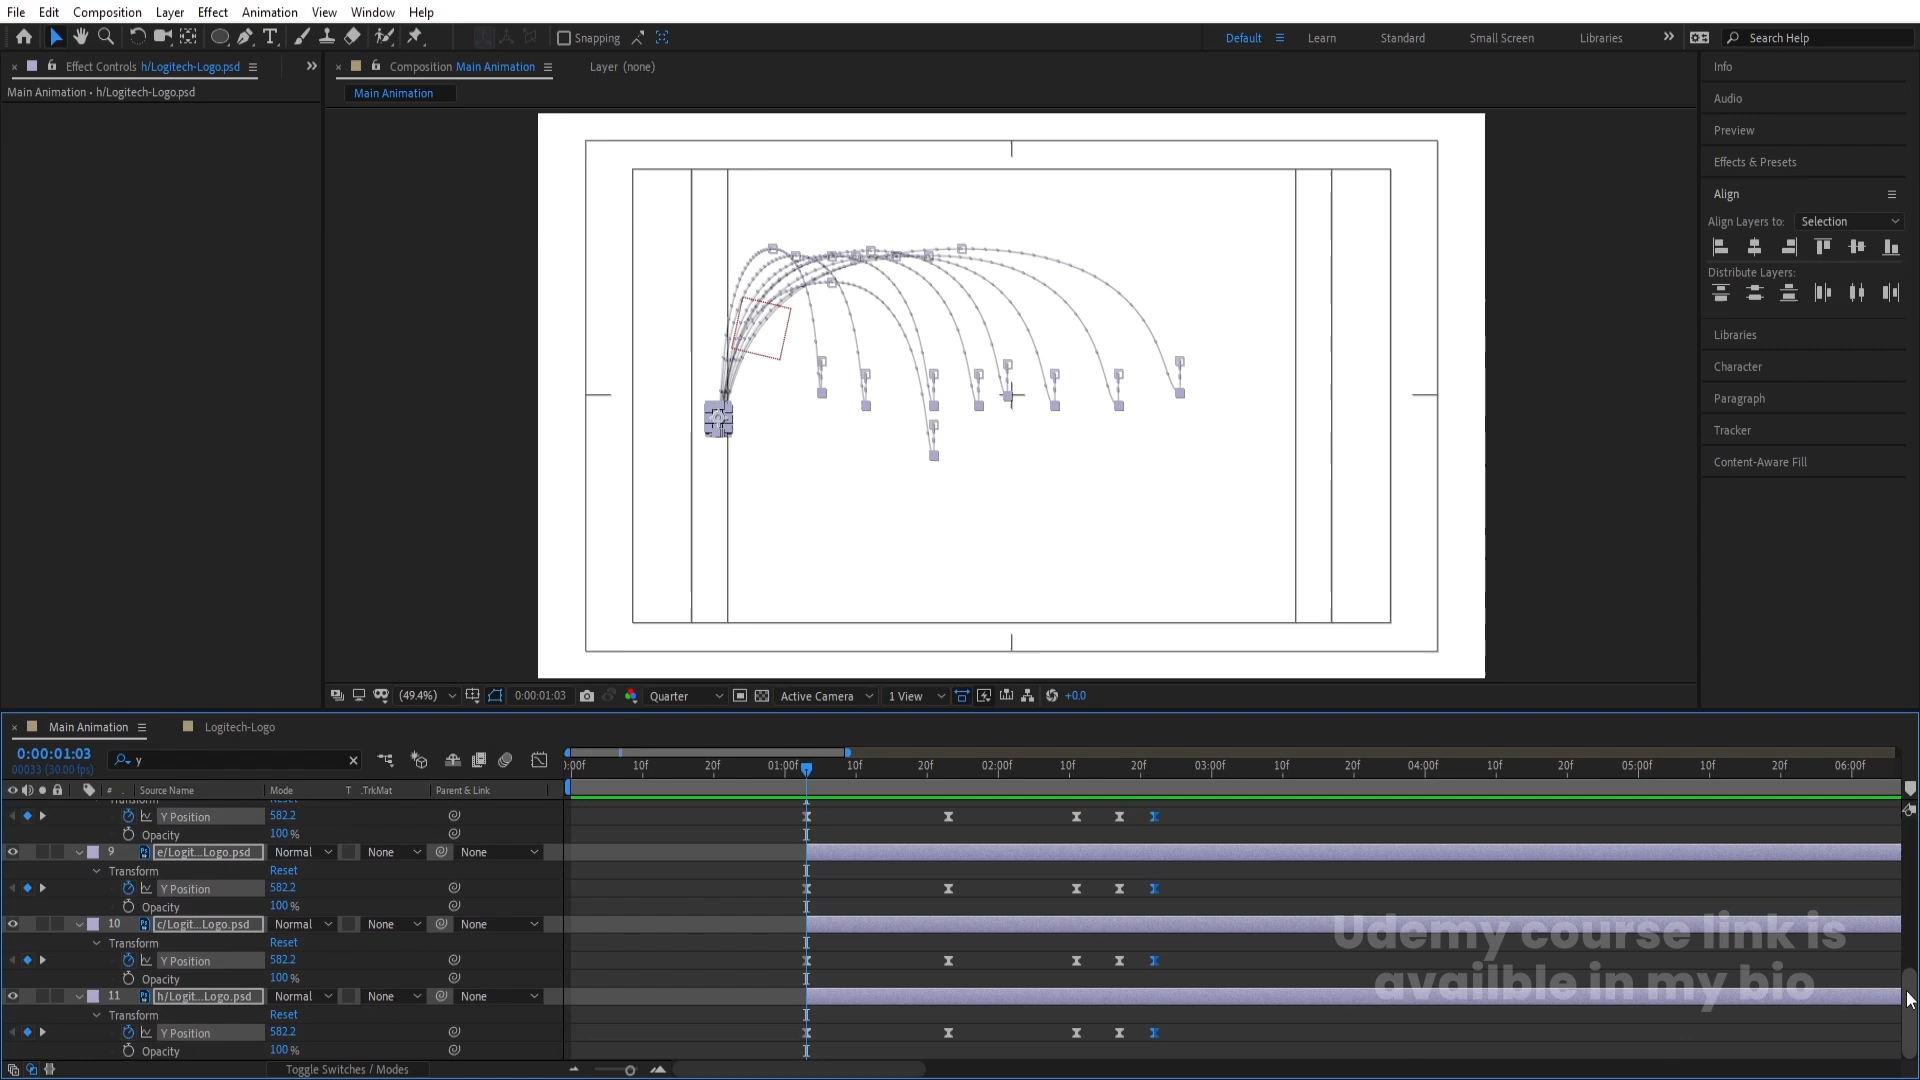 File Edit Composition Layer Effect Animation View Window Help
Snapping
Default Learn Standard Small Screen Libraries Search Help
Effect Controls h/Logitech-Logo.psd
Composition Main Animation Layer (none)
Main Animation • h/Logitech-Logo.psd
Main Animation
Info
Audio
Preview
Effects & Presets
Align
Align Layers to: Selection
Distribute Layers:
Libraries
Character
Paragraph
Tracker
Content-Aware Fill
(49.4%) 0:00:01:03 Quarter Active Camera 1 View +0.0
Main Animation Logitech-Logo
0:00:01:03
00033 (30.00 fps)
y
:00f 10f 20f 01:00f 10f 20f 02:00f 10f 20f 03:00f 10f 20f 04:00f 10f 20f 05:00f 10f 20f 06:00f
# Source Name Mode T .TrkMat Parent & Link
Transform Reset
Y Position 582.2
Opacity 100 %
9 e/Logit...Logo.psd Normal None None
Transform Reset
Y Position 582.2
Opacity 100 %
10 c/Logit...Logo.psd Normal None None
Transform Reset
Y Position 582.2
Opacity 100 %
11 h/Logit...Logo.psd Normal None None
Transform Reset
Y Position 582.2
Opacity 100 %
Toggle Switches / Modes
Udemy course link is
availble in my bio